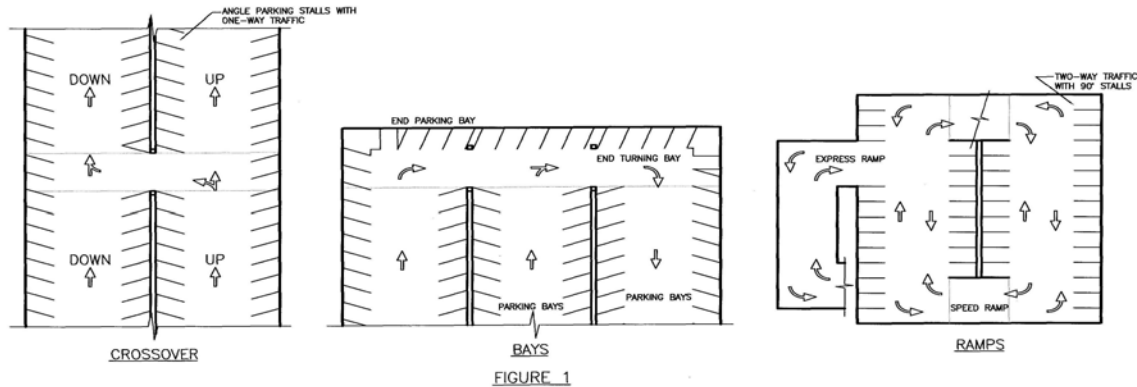 ANGLE PARKING STALLS WITH
ONE-WAY TRAFFIC
DOWN
UP
DOWN
UP
CROSSOVER
END PARKING BAY
END TURNING BAY
PARKING BAYS
PARKING BAYS
BAYS
TWO-WAY TRAFFIC
WITH 90° STALLS
EXPRESS RAMP
SPEED RAMP
RAMPS
FIGURE 1